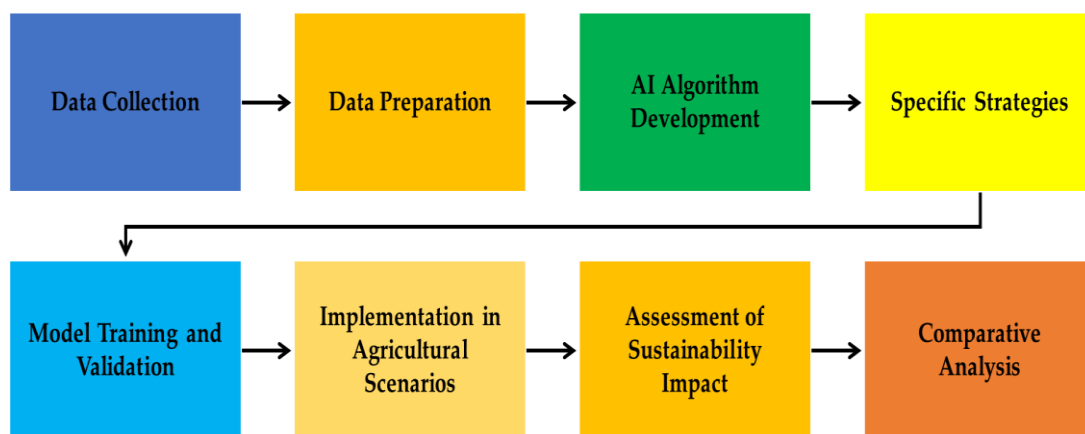 Data Collection
Data Preparation
AI Algorithm
Development
Specific Strategies
Model Training and
Validation
Implementation in
Agricultural
Scenarios
Assessment of
Sustainability
Impact
Comparative
Analysis